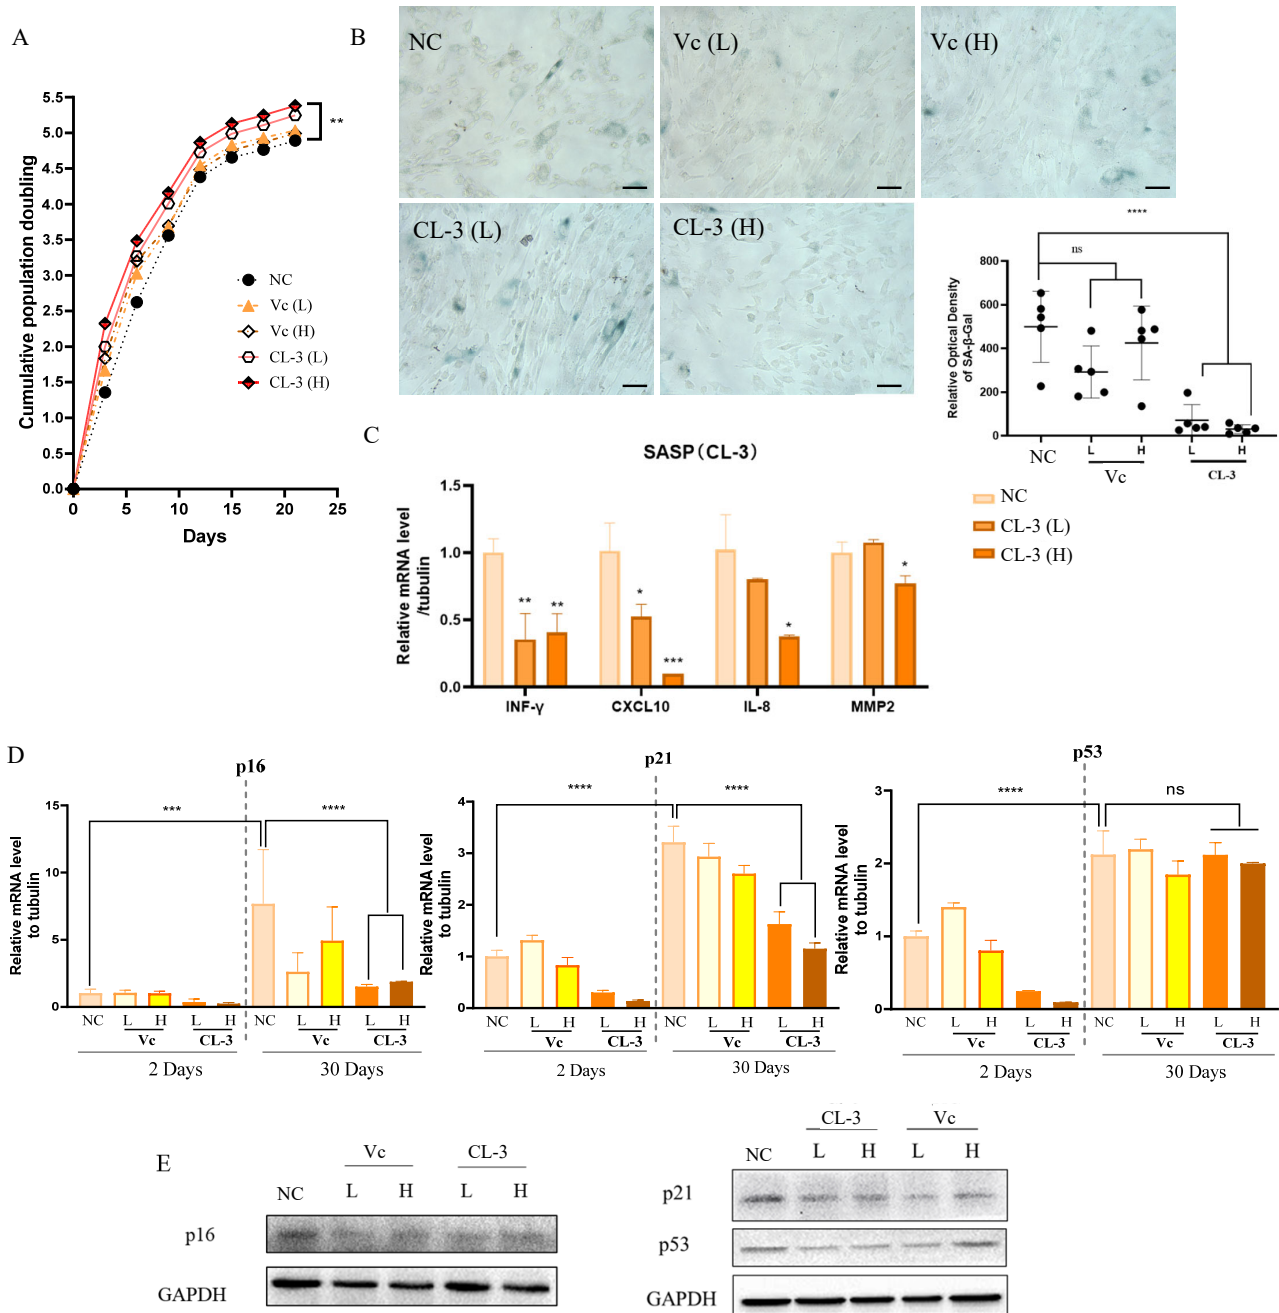 A
B
NC
Vc (L)
Vc (H)
CL-3 (L)
CL-3 (H)
Cumulative population doubling
5.5
5.0
4.5
4.0
3.5
3.0
2.5
2.0
1.5
1.0
0.5
0.0
0
5
10
15
20
25
Days
**
NC
Vc (L)
Vc (H)
CL-3 (L)
CL-3 (H)
Relative Optical Density
of SA-β-Gal
800
600
400
200
0
****
ns
NC
L
H
L
H
Vc
CL-3
C
SASP(CL-3)
Relative mRNA level
/tubulin
1.5
1.0
0.5
0.0
**
**
*
***
*
*
INF-γ
CXCL10
IL-8
MMP2
NC
CL-3 (L)
CL-3 (H)
D
p16
Relative mRNA level
to tubulin
15
10
5
0
***
****
NC
L
H
L
H
NC
L
H
L
H
Vc
CL-3
Vc
CL-3
2 Days
30 Days
p21
Relative mRNA level
to tubulin
4
3
2
1
0
****
****
NC
L
H
L
H
NC
L
H
L
H
Vc
CL-3
Vc
CL-3
2 Days
30 Days
p53
Relative mRNA level
to tubulin
3
2
1
0
****
ns
NC
L
H
L
H
NC
L
H
L
H
Vc
CL-3
Vc
CL-3
2 Days
30 Days
E
Vc
CL-3
NC
L
H
L
H
p16
GAPDH
CL-3
Vc
NC
L
H
L
H
p21
p53
GAPDH